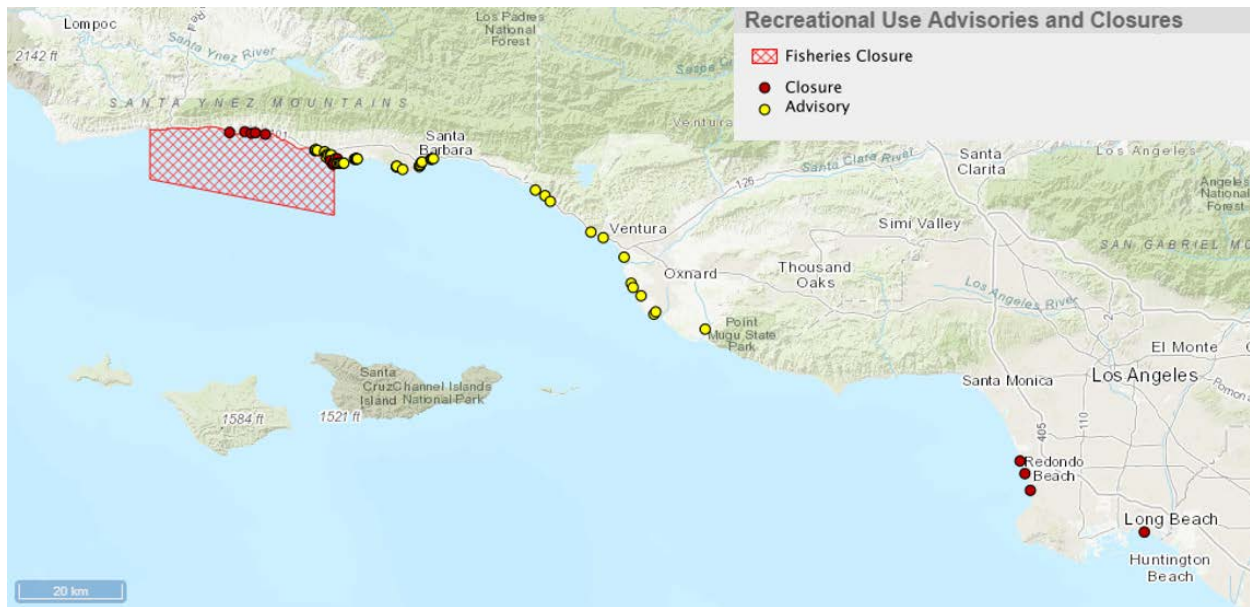 Recreational Use Advisories and Closures
Fisheries Closure
Closure
Advisory
Lompoc
Santa Ynez River
2142 ft
Los Padres
National
Forest
SANTA YNEZ MOUNTAINS
Santa
Barbara
Ventura
Santa Clara River
126
Santa
Clarita
Los Angeles
Angeles
National
Forest
SAN GABRIEL MO
Ventura
Simi Valley
Oxnard
Thousand
Oaks
Los Angeles River
Point
Mugu State
Park
El Monte
Santa Monica
Los Angeles
Santa
Cruz
Island
Channel Islands
National Park
1584 ft
1521 ft
405
110
Redondo
Beach
Long Beach
Huntington
Beach
20 km